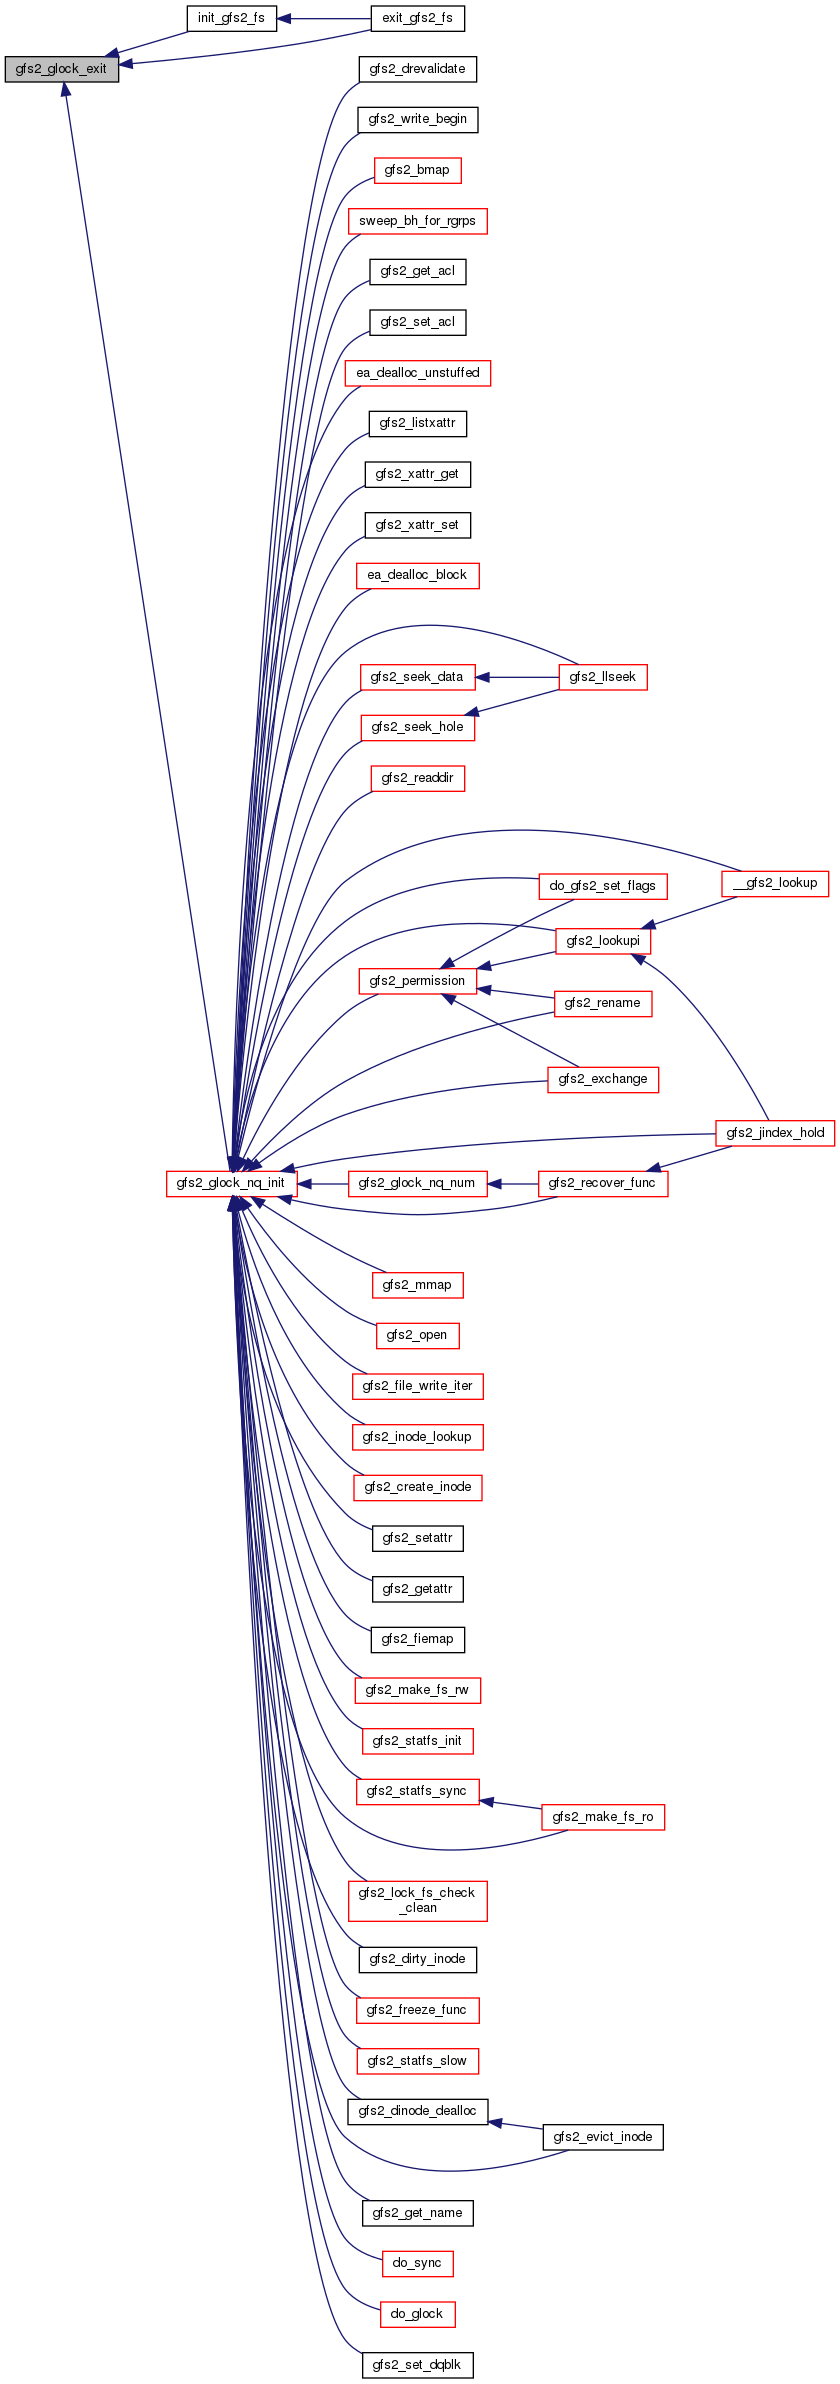 init_gfs2_fs
exit_gfs2_fs
gfs2_glock_exit
gfs2_drevalidate
gfs2_write_begin
gfs2_bmap
sweep_bh_for_rgrps
gfs2_get_acl
gfs2_set_acl
ea_dealloc_unstuffed
gfs2_listxattr
gfs2_xattr_get
gfs2_xattr_set
ea_dealloc_block
gfs2_seek_data
gfs2_llseek
gfs2_seek_hole
gfs2_readdir
do_gfs2_set_flags
__gfs2_lookup
gfs2_lookupi
gfs2_permission
gfs2_rename
gfs2_exchange
gfs2_jindex_hold
gfs2_glock_nq_init
gfs2_glock_nq_num
gfs2_recover_func
gfs2_mmap
gfs2_open
gfs2_file_write_iter
gfs2_inode_lookup
gfs2_create_inode
gfs2_setattr
gfs2_getattr
gfs2_fiemap
gfs2_make_fs_rw
gfs2_statfs_init
gfs2_statfs_sync
gfs2_make_fs_ro
gfs2_lock_fs_check
_clean
gfs2_dirty_inode
gfs2_freeze_func
gfs2_statfs_slow
gfs2_dinode_dealloc
gfs2_evict_inode
gfs2_get_name
do_sync
do_glock
gfs2_set_dqblk